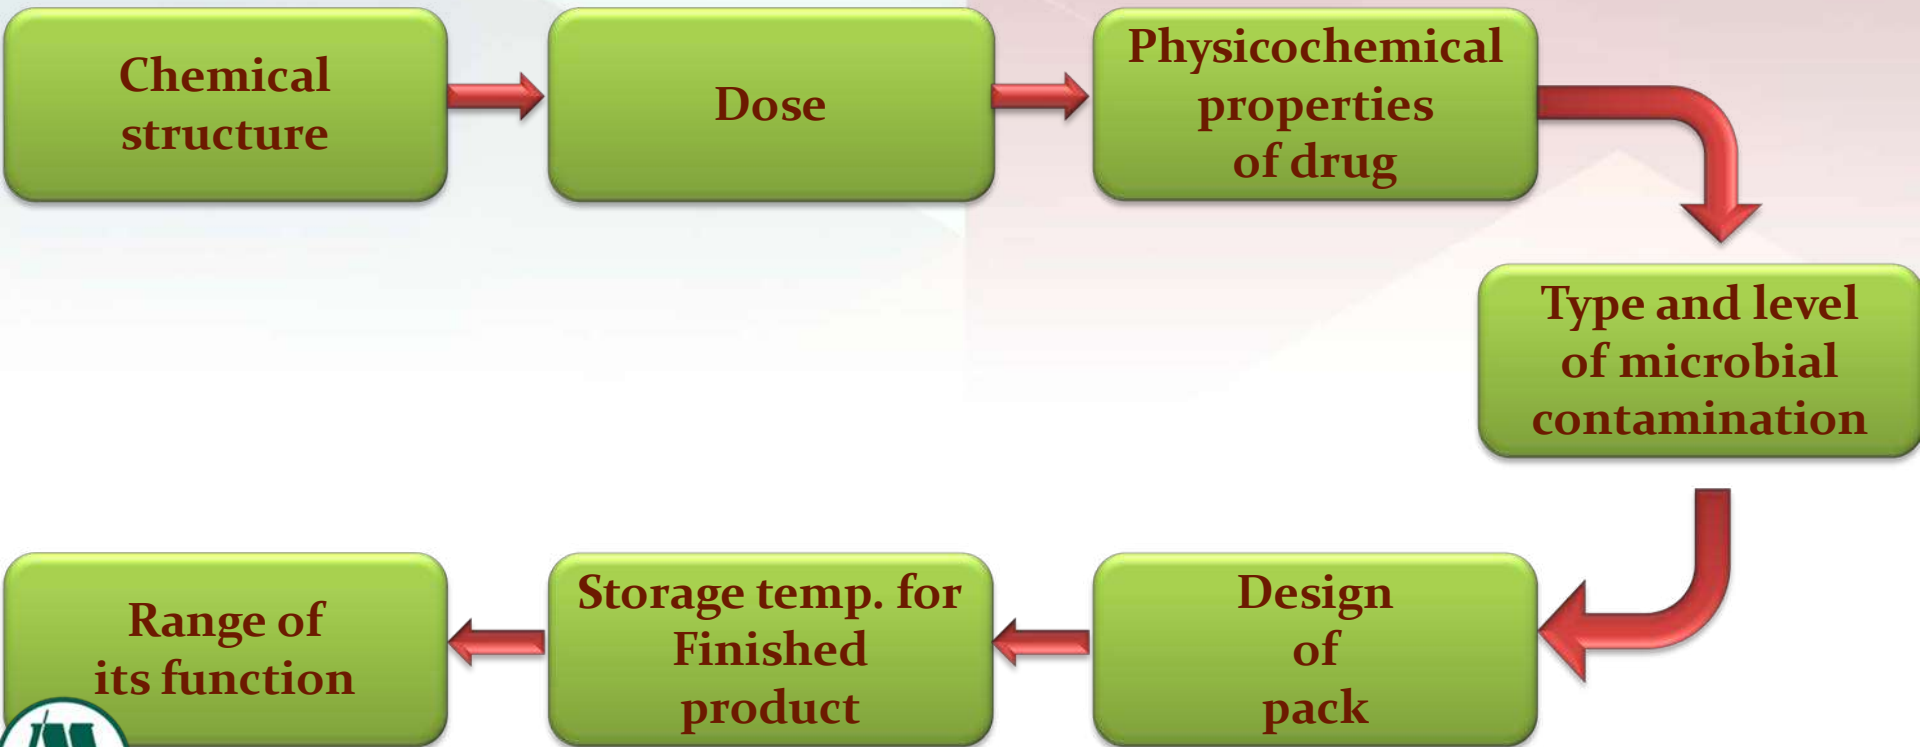 Chemical
structure
Dose
Physicochemical
properties
of drug
Type and level
of microbial
contamination
Design
of
pack
Storage temp. for
Finished
product
Range of
its function